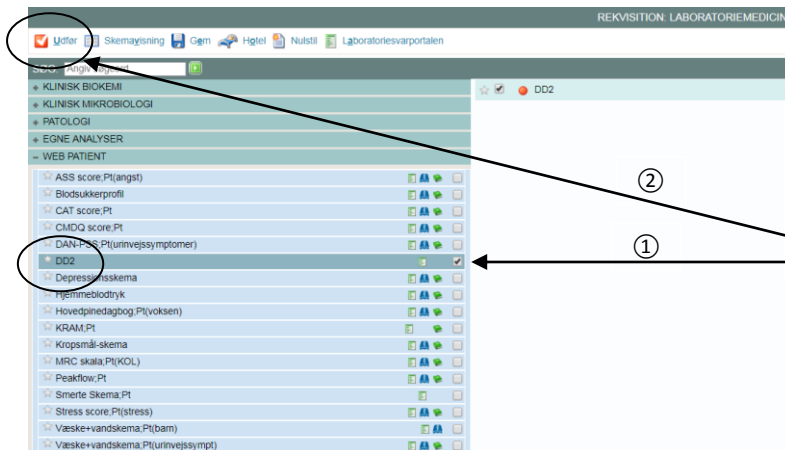 REKVISITION: LABORATORIEMEDICIN
Udfør Skemavisning Gem Hotel Nulstil Laboratoriesvarportalen
SØG: Angiv søgeord
+ KLINISK BIOKEMI
+ KLINISK MIKROBIOLOGI
+ PATOLOGI
+ EGNE ANALYSER
- WEB PATIENT
ASS score;Pt(angst)
Blodsukkerprofil
CAT score;Pt
CMDQ score;Pt
DAN-PSS;Pt(urinvejssymptomer)
DD2
Depressionsskema
Hjemmeblodtryk
Hovedpinedagbog;Pt(voksen)
KRAM;Pt
Kropsmål-skema
MRC skala;Pt(KOL)
Peakflow;Pt
Smerte Skema;Pt
Stress score;Pt(stress)
Væske+vandskema;Pt(barn)
Væske+vandskema;Pt(urinvejssympt)
DD2
②
①